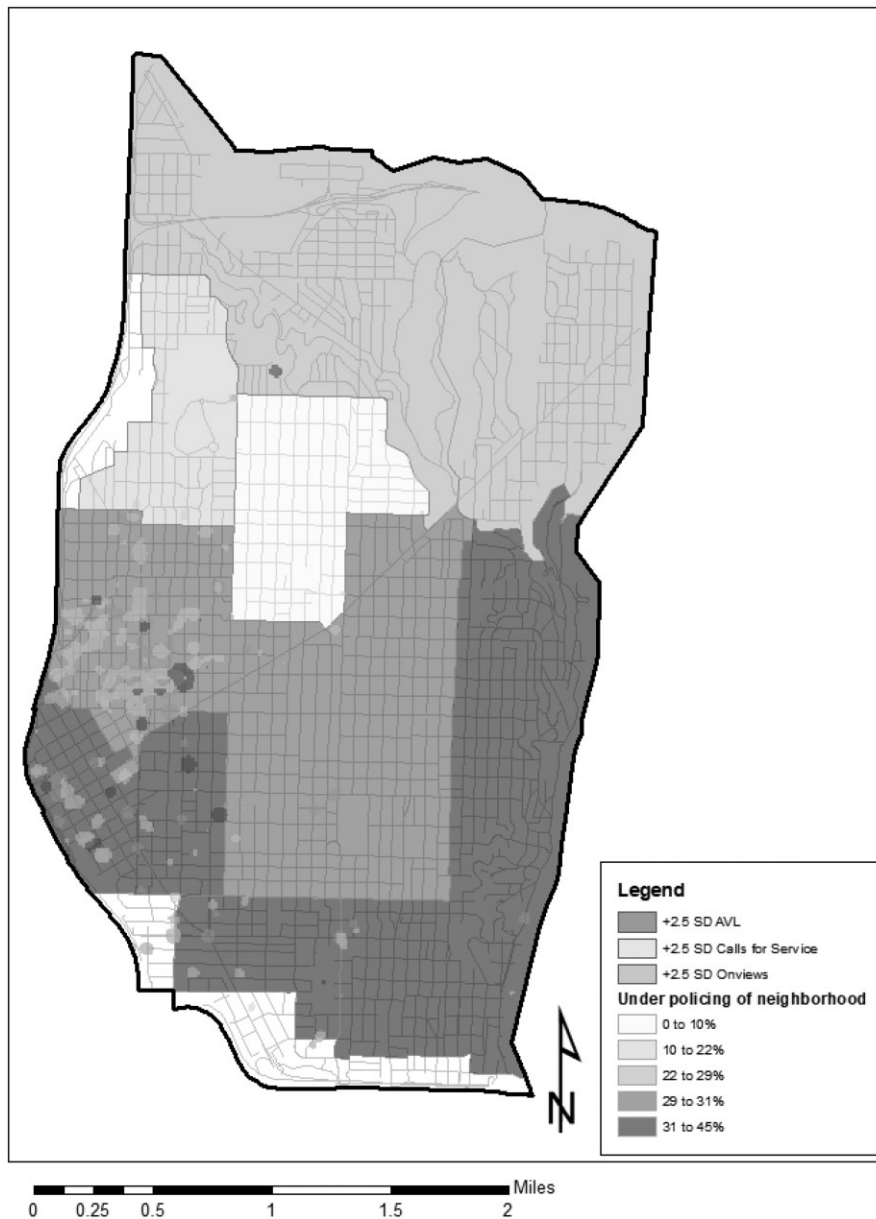 Legend
+2.5 SD AVL
+2.5 SD Calls for Service
+2.5 SD Onviews
Under policing of neighborhood
0 to 10%
10 to 22%
22 to 29%
29 to 31%
31 to 45%
N
Miles
0 0.25 0.5 1 1.5 2